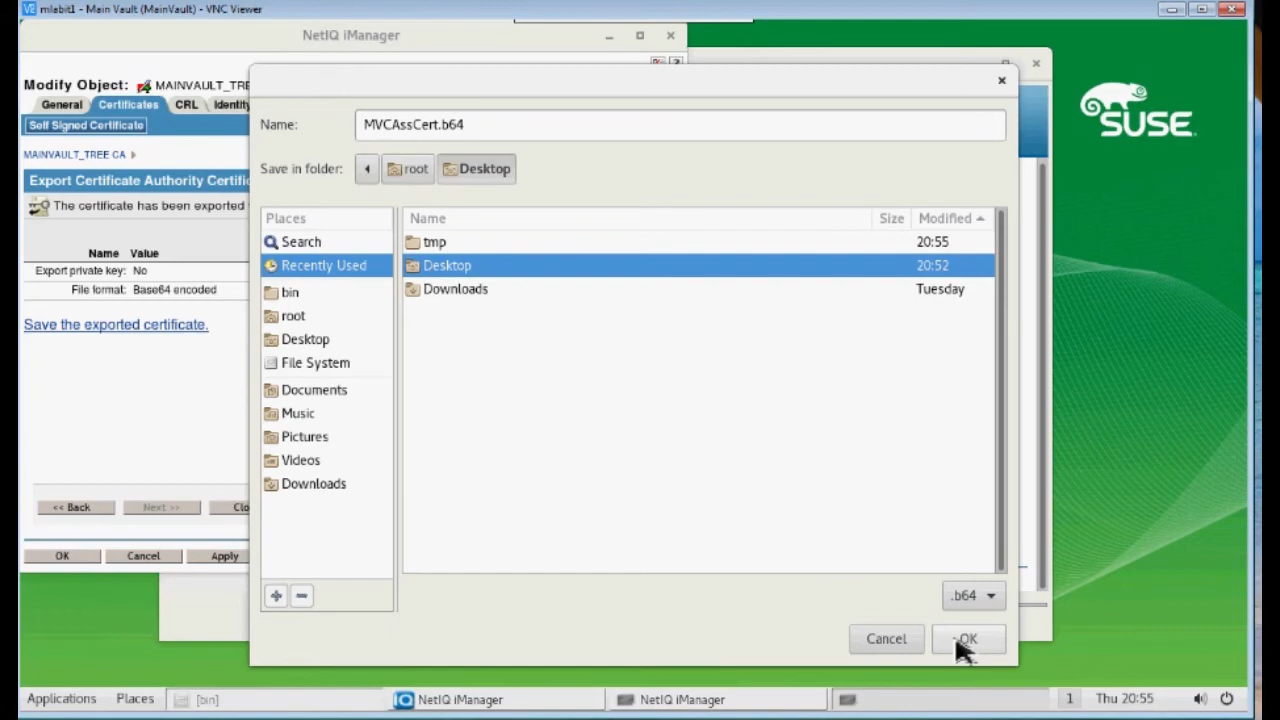 mlabit1 - Main Vault (MainVault) - VNC Viewer
NetIQ iManager
Modify Object: MAINVAULT_TRE
General Certificates CRL Identity
Self Signed Certificate
MAINVAULT_TREE CA
Export Certificate Authority Certific
The certificate has been exported
Name Value
Export private key: No
File format: Base64 encoded
Save the exported certificate.
<< Back Next >> Clo
OK Cancel Apply
Name: MVCAssCert.b64
Save in folder: root Desktop
Places
Search
Recently Used
bin
root
Desktop
File System
Documents
Music
Pictures
Videos
Downloads
Name Size Modified
tmp 20:55
Desktop 20:52
Downloads Tuesday
.b64
Cancel OK
SUSE
Applications Places [bin] NetIQ iManager NetIQ iManager 1 Thu 20:55